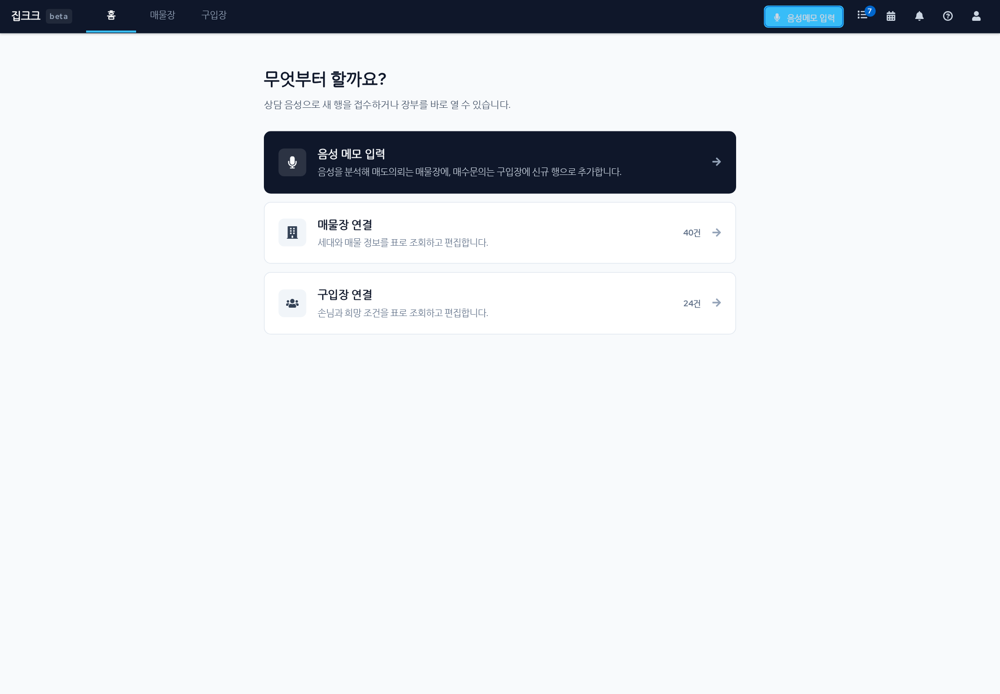 집크크 beta 홈 매물장 구입장 음성메모 입력 7
무엇부터 할까요?
상담 음성으로 새 행을 접수하거나 장부를 바로 열 수 있습니다.
음성 메모 입력
음성을 분석해 매도의뢰는 매물장에, 매수문의는 구입장에 신규 행으로 추가합니다.
매물장 연결
세대와 매물 정보를 표로 조회하고 편집합니다.
40건
구입장 연결
손님과 희망 조건을 표로 조회하고 편집합니다.
24건